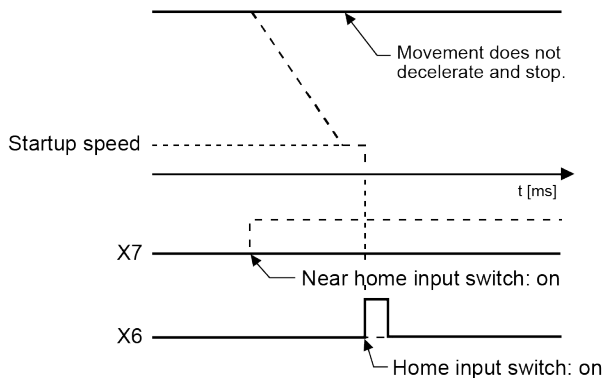 Movement does not
decelerate and stop.
Startup speed
t [ms]
X7
Near home input switch: on
X6
Home input switch: on